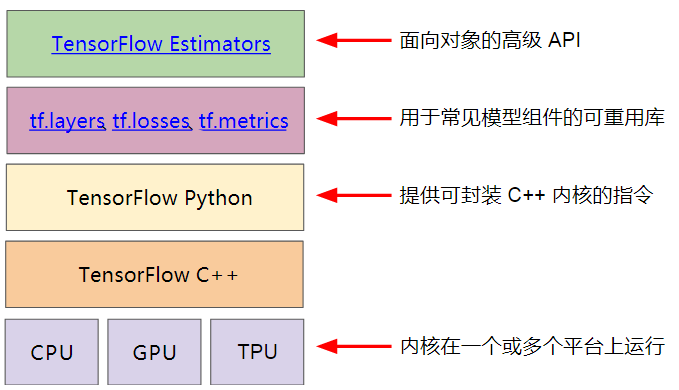 TensorFlow Estimators
面向对象的高级 API
tf.layers, tf.losses, tf.metrics
用于常见模型组件的可重用库
TensorFlow Python
提供可封装 C++ 内核的指令
TensorFlow C++
CPU
GPU
TPU
内核在一个或多个平台上运行